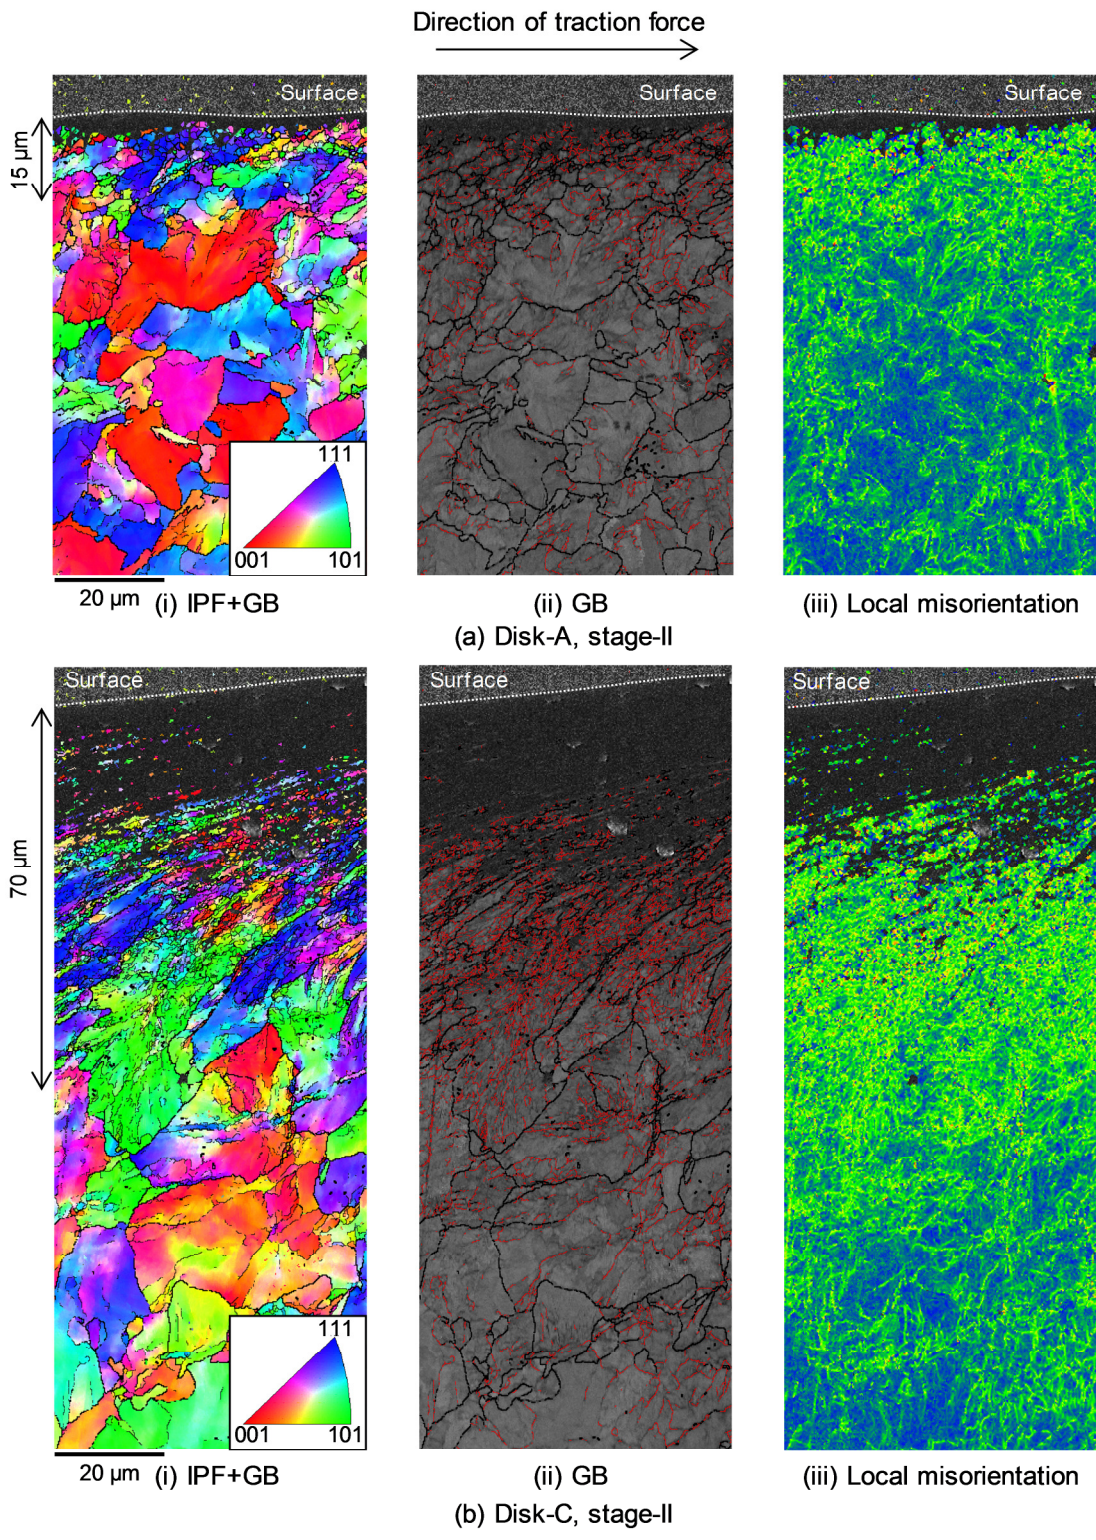 Direction of traction force
Surface
Surface
Surface
15 µm
111
001
101
20 µm
(i) IPF+GB
(ii) GB
(iii) Local misorientation
(a) Disk-A, stage-II
Surface
Surface
Surface
70 µm
111
001
101
20 µm
(i) IPF+GB
(ii) GB
(iii) Local misorientation
(b) Disk-C, stage-II